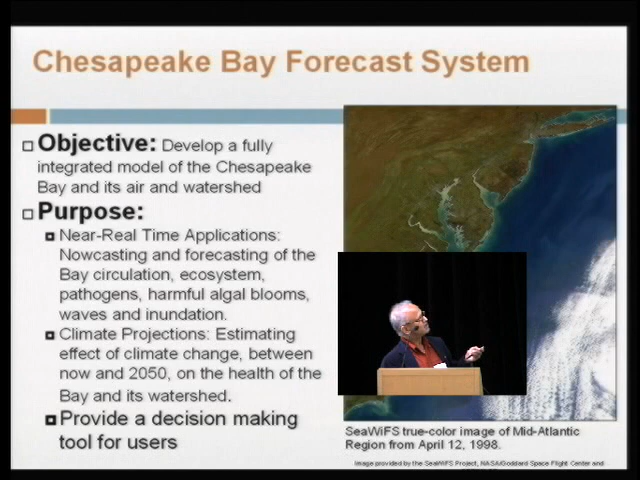 Chesapeake Bay Forecast System
Objective: Develop a fully
integrated model of the Chesapeake
Bay and its air and watershed
Purpose:
Near-Real Time Applications:
Nowcasting and forecasting of the
Bay circulation, ecosystem,
pathogens, harmful algal blooms,
waves and inundation.
Climate Projections: Estimating
effect of climate change, between
now and 2050, on the health of the
Bay and its watershed.
Provide a decision making
tool for users
SeaWiFS true-color image of Mid-Atlantic
Region from April 12, 1998.
Image provided by the SeaWiFS Project, NASA/Goddard Space Flight Center and